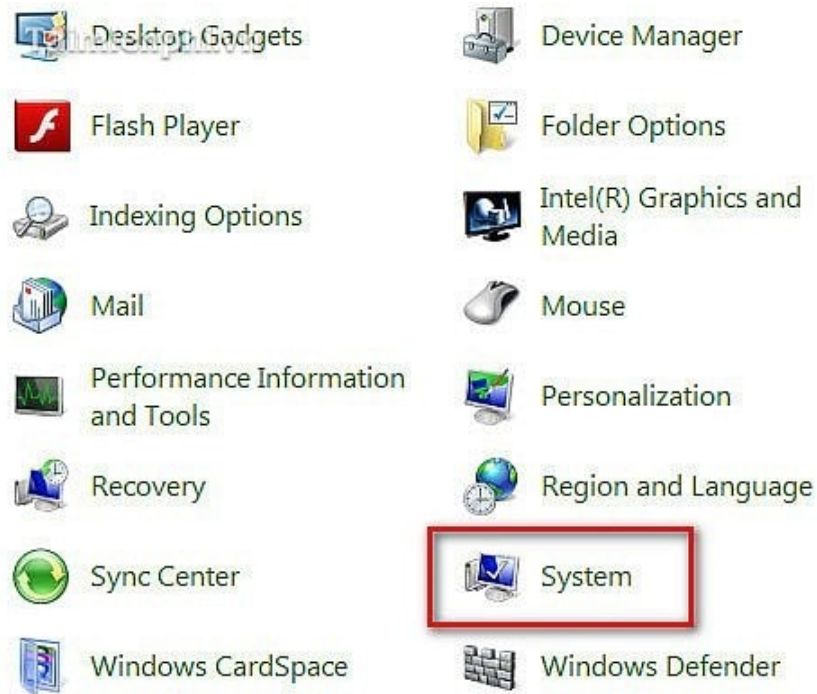 Desktop Gadgets
Device Manager
Flash Player
Folder Options
Indexing Options
Intel(R) Graphics and
Media
Mail
Mouse
Performance Information
and Tools
Personalization
Recovery
Region and Language
Sync Center
System
Windows CardSpace
Windows Defender